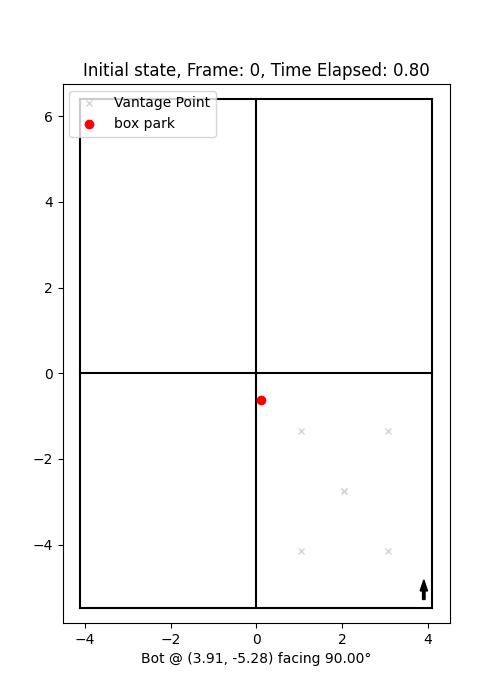 Initial state, Frame: 0, Time Elapsed: 0.80
Vantage Point
box park
6
4
2
0
−2
−4
−4
−2
0
2
4
Bot @ (3.91, -5.28) facing 90.00°